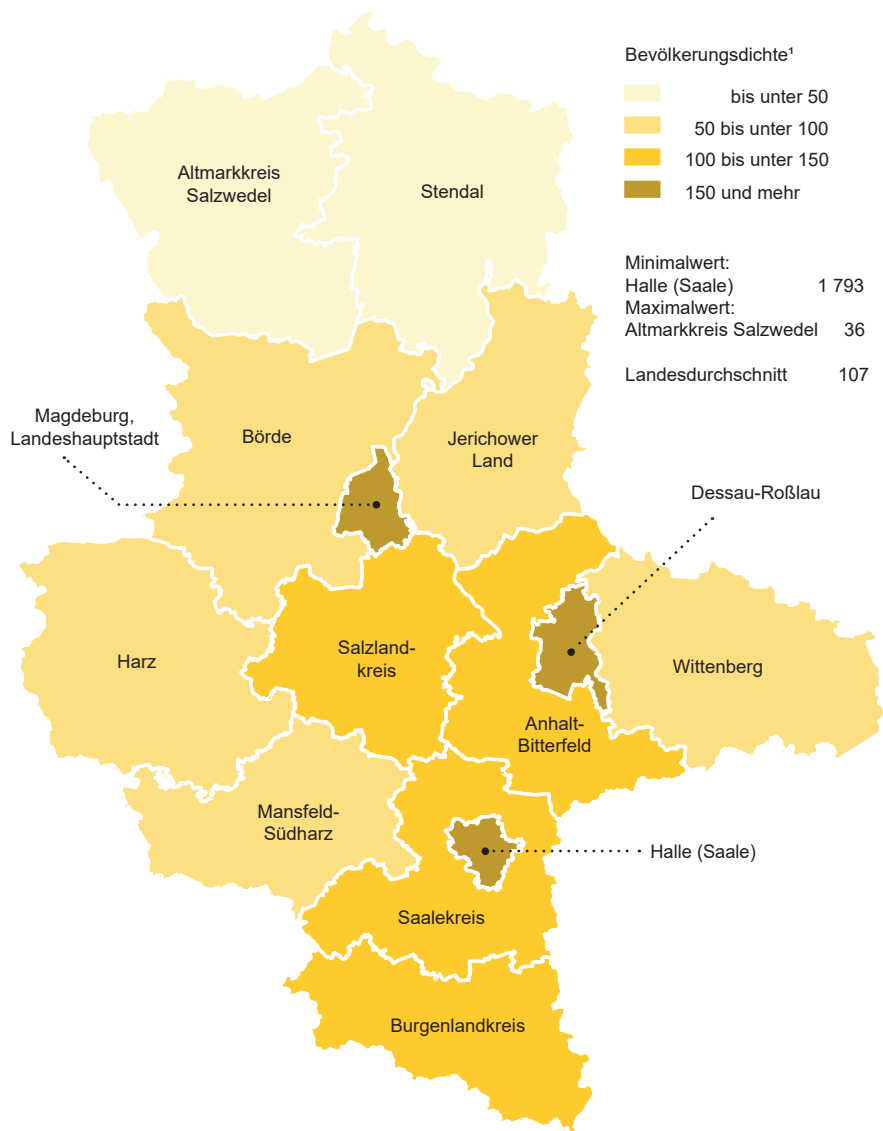 Bevölkerungsdichte¹
bis unter 50
50 bis unter 100
100 bis unter 150
150 und mehr
Minimalwert:
Halle (Saale) 1 793
Maximalwert:
Altmarkkreis Salzwedel 36
Landesdurchschnitt 107
Altmarkkreis
Salzwedel
Stendal
Magdeburg,
Landeshauptstadt
Börde
Jerichower
Land
Dessau-Roßlau
Harz
Salzland-
kreis
Wittenberg
Anhalt-
Bitterfeld
Mansfeld-
Südharz
Halle (Saale)
Saalekreis
Burgenlandkreis